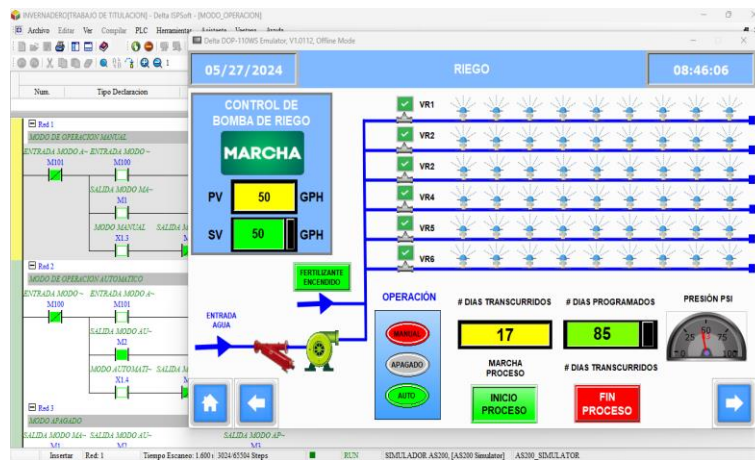 INVERNADERO[TRABAJO DE TITULACION] - Delta ISPSoft - [MODO_OPERACION]
Archivo Editar Ver Compilar PLC Herramientas
Delta DOP-110WS Emulator, V1.0112, Offline Mode
05/27/2024 RIEGO 08:46:06
Num. Tipo Declaracion
CONTROL DE
BOMBA DE RIEGO
MARCHA
PV 50 GPH
SV 50 GPH
VR1
VR2
VR2
VR4
VR5
VR6
FERTILIZANTE
ENCENDIDO
ENTRADA
AGUA
OPERACIÓN
MANUAL
APAGADO
AUTO
# DIAS TRANSCURRIDOS
17
MARCHA
PROCESO
INICIO
PROCESO
# DIAS PROGRAMADOS
85
# DIAS TRANSCURRIDOS
FIN
PROCESO
PRESIÓN PSI
0 25 50 75 100
Red 1
MODO DE OPERACION MANUAL
ENTRADA MODO A~ ENTRADA MODO ~
M101 M100
SALIDA MODO MA~
M1
MODO MANUAL SALIDA M
X1.3
Red 2
MODO DE OPERACION AUTOMATICO
ENTRADA MODO ~ ENTRADA MODO A~
M100 M101
SALIDA MODO AU~
M2
MODO AUTOMATI~ SALIDA M
X1.4
Red 3
MODO APAGADO
SALIDA MODO MA~ SALIDA MODO AU~ SALIDA MODO AP~
M1 M2 M3
Insertar Red: 1 Tiempo Escaneo: 1.600 t 3024/65504 Steps RUN SIMULADOR AS200, [AS200 Simulator] AS200_SIMULATOR